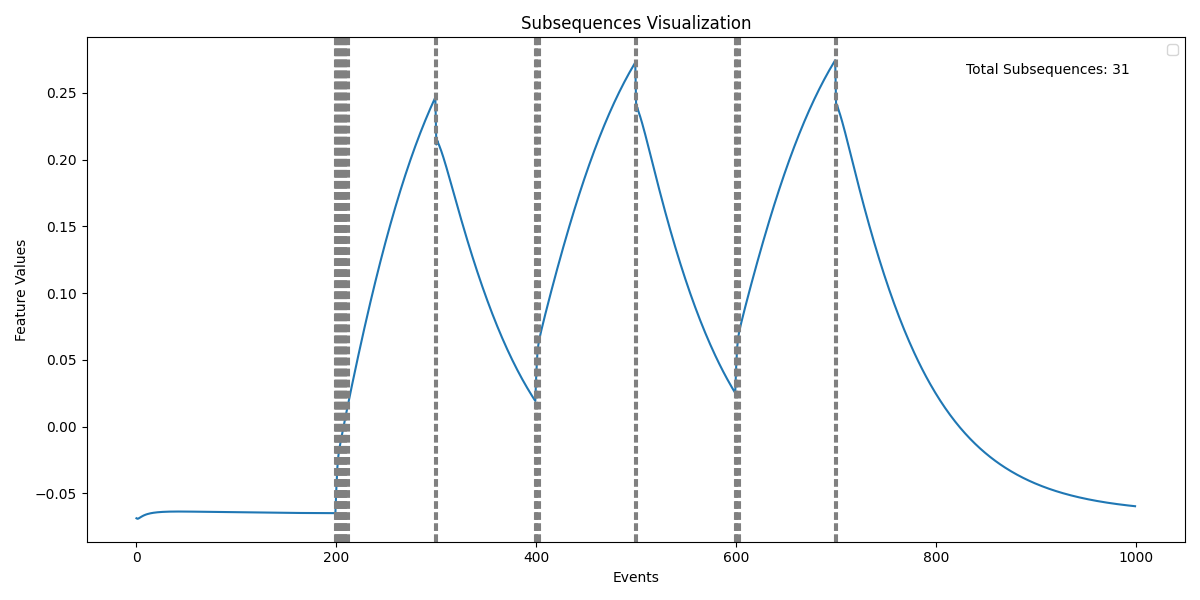 Subsequences Visualization
Total Subsequences: 31
Feature Values
0.25
0.20
0.15
0.10
0.05
0.00
−0.05
0 200 400 600 800 1000
Events